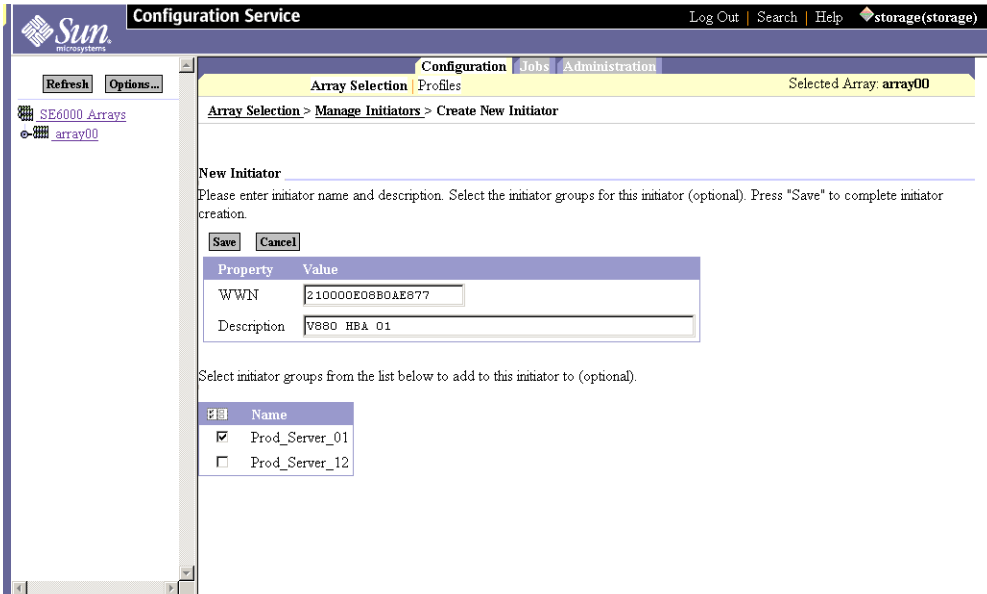 Sun
microsystems
Configuration Service
Log Out | Search | Help storage(storage)
Refresh Options...
SE6000 Arrays
array00
Configuration Jobs Administration
Array Selection | Profiles
Selected Array: array00
Array Selection > Manage Initiators > Create New Initiator
New Initiator
Please enter initiator name and description. Select the initiator groups for this initiator (optional). Press "Save" to complete initiator
creation.
Save Cancel
Property Value
WWN 210000E08B0AE877
Description V880 HBA 01
Select initiator groups from the list below to add to this initiator to (optional).
Name
Prod_Server_01
Prod_Server_12